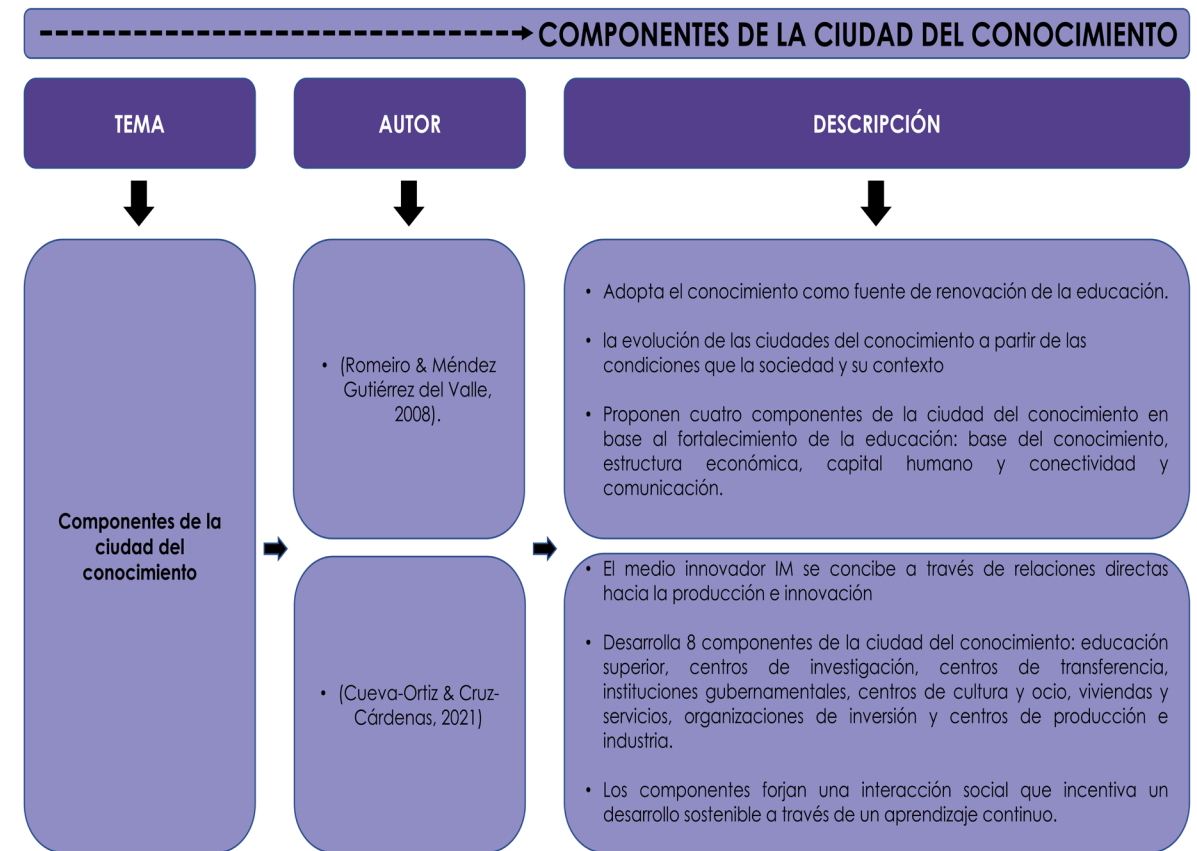 COMPONENTES DE LA CIUDAD DEL CONOCIMIENTO
TEMA
AUTOR
DESCRIPCIÓN
Componentes de la
ciudad del
conocimiento
• (Romeiro & Méndez
Gutiérrez del Valle,
2008).
• Adopta el conocimiento como fuente de renovación de la educación.
• la evolución de las ciudades del conocimiento a partir de las
condiciones que la sociedad y su contexto
• Proponen cuatro componentes de la ciudad del conocimiento en
base al fortalecimiento de la educación: base del conocimiento,
estructura económica, capital humano y conectividad y
comunicación.
• (Cueva-Ortiz & Cruz-
Cárdenas, 2021)
• El medio innovador IM se concibe a través de relaciones directas
hacia la producción e innovación
• Desarrolla 8 componentes de la ciudad del conocimiento: educación
superior, centros de investigación, centros de transferencia,
instituciones gubernamentales, centros de cultura y ocio, viviendas y
servicios, organizaciones de inversión y centros de producción e
industria.
• Los componentes forjan una interacción social que incentiva un
desarrollo sostenible a través de un aprendizaje continuo.